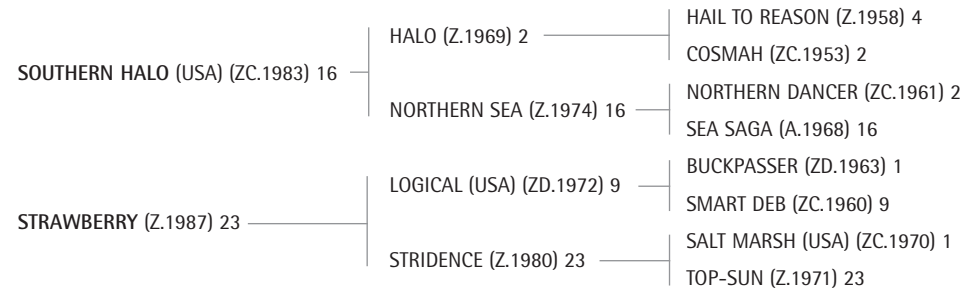 HAIL TO REASON (Z.1958) 4
HALO (Z.1969) 2
COSMAH (ZC.1953) 2
SOUTHERN HALO (USA) (ZC.1983) 16
NORTHERN DANCER (ZC.1961) 2
NORTHERN SEA (Z.1974) 16
SEA SAGA (A.1968) 16
BUCKPASSER (ZD.1963) 1
LOGICAL (USA) (ZD.1972) 9
SMART DEB (ZC.1960) 9
STRAWBERRY (Z.1987) 23
SALT MARSH (USA) (ZC.1970) 1
STRIDENCE (Z.1980) 23
TOP-SUN (Z.1971) 23